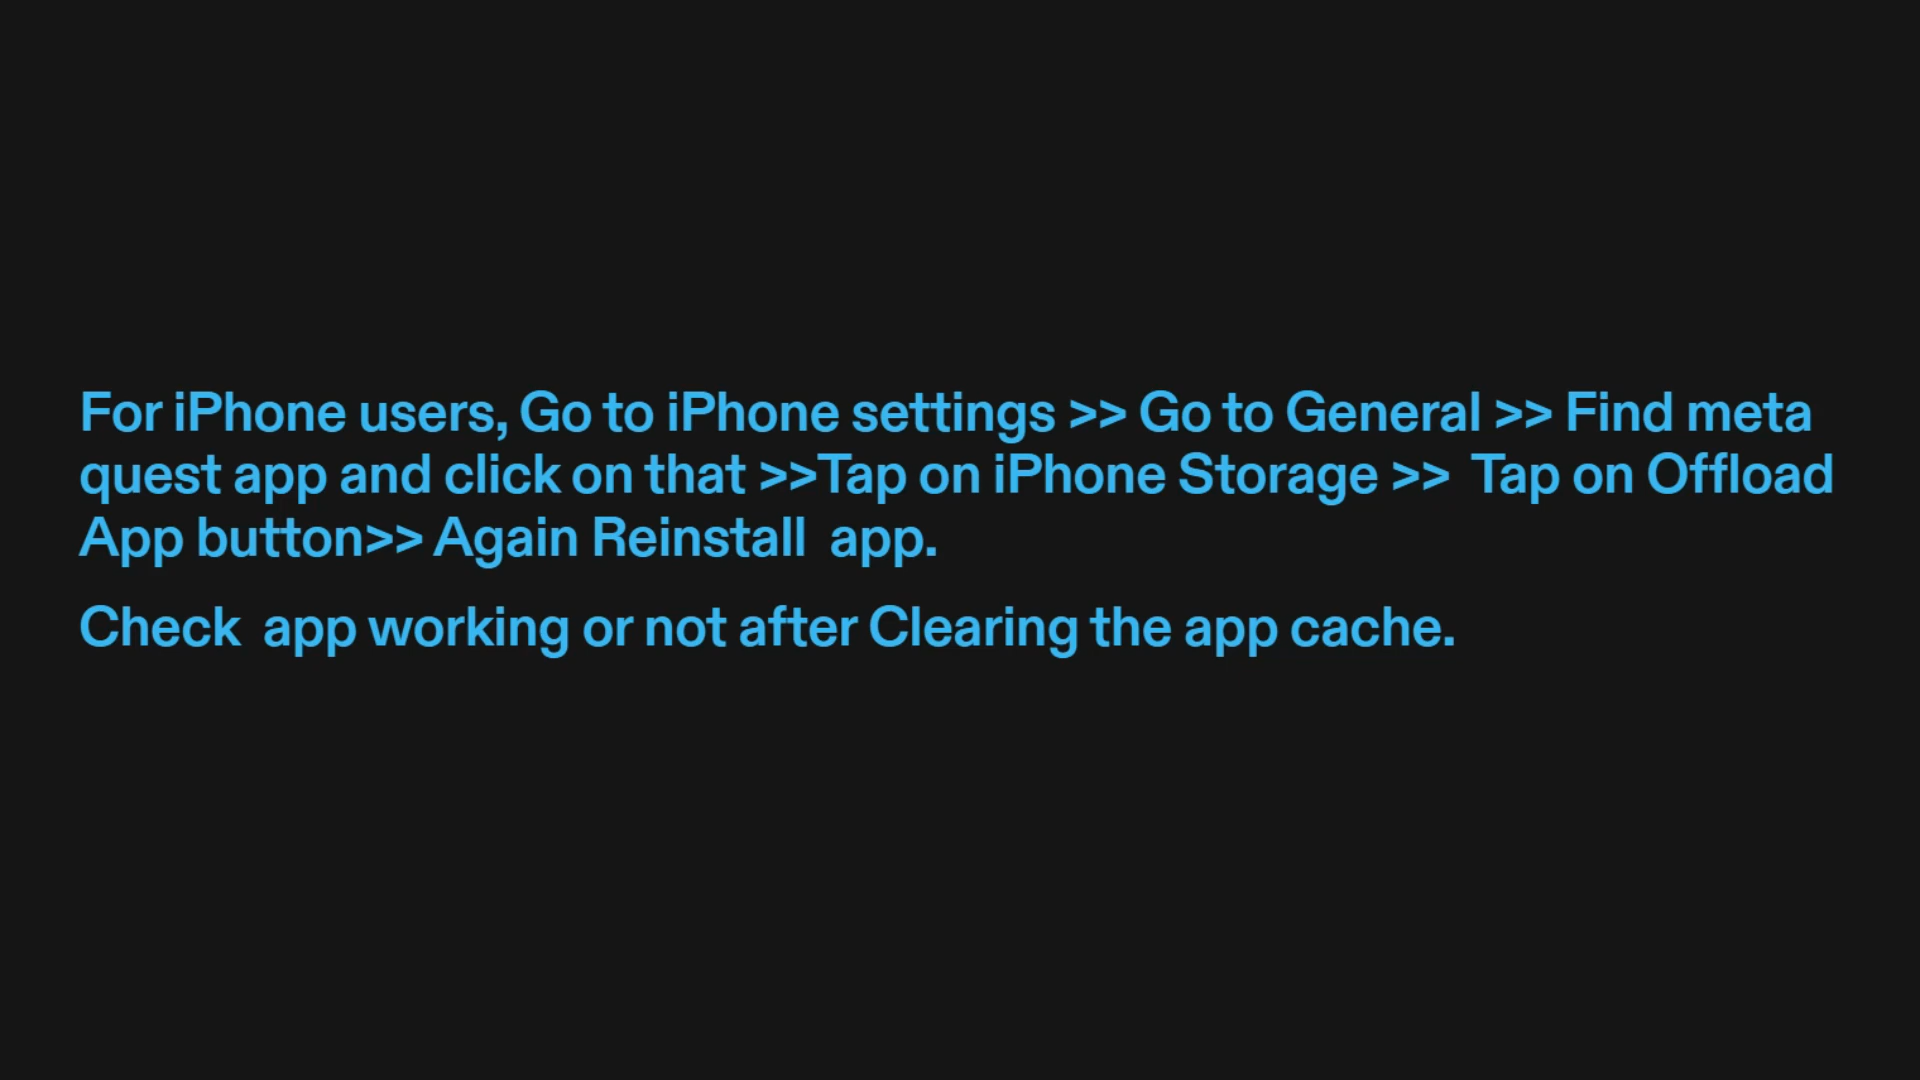 For iPhone users, Go to iPhone settings >> Go to General >> Find meta
quest app and click on that >>Tap on iPhone Storage >>  Tap on Offload
App button>> Again Reinstall  app.
Check  app working or not after Clearing the app cache.